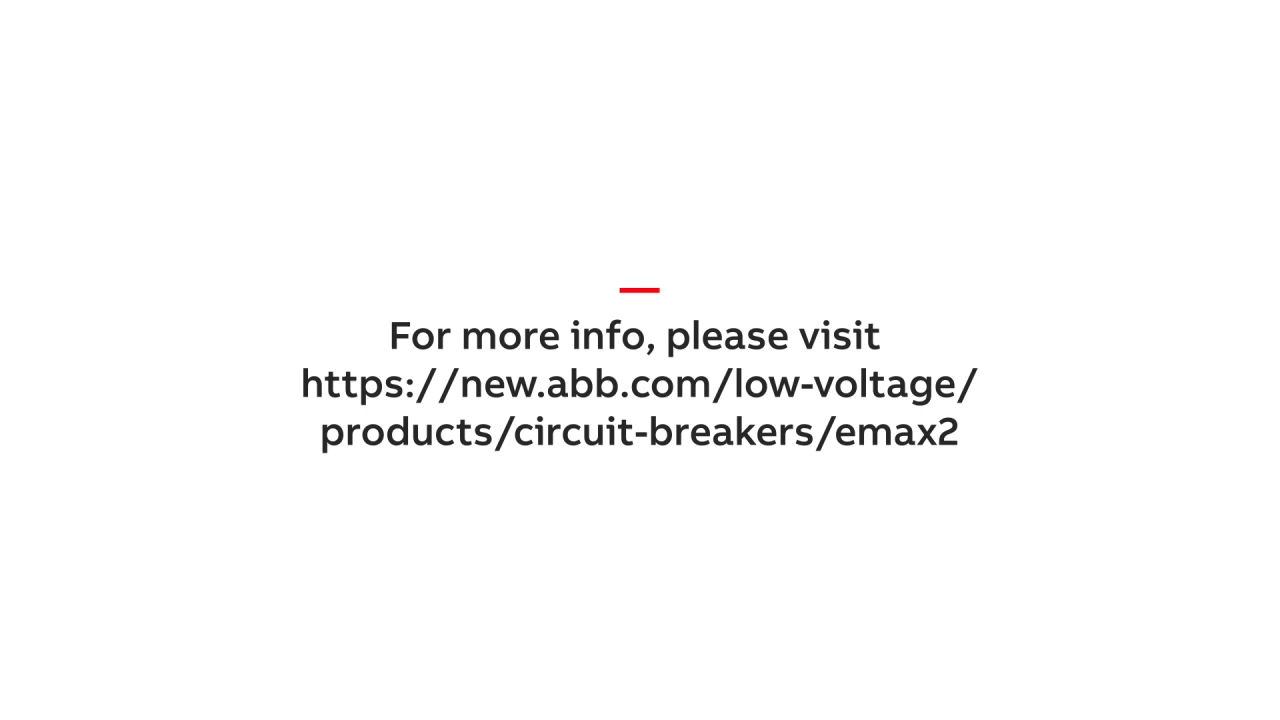 For more info, please visit
https://new.abb.com/low-voltage/
products/circuit-breakers/emax2